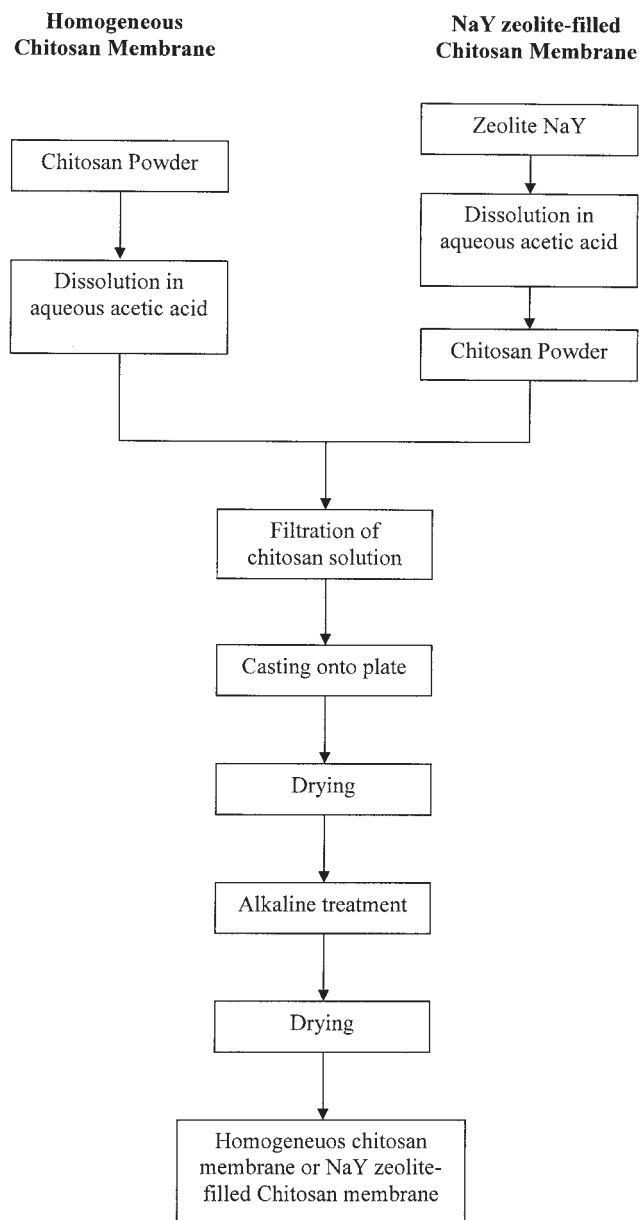 Homogeneous
Chitosan Membrane
NaY zeolite-filled
Chitosan Membrane
Chitosan Powder
Dissolution in
aqueous acetic acid
Zeolite NaY
Dissolution in
aqueous acetic acid
Chitosan Powder
Filtration of
chitosan solution
Casting onto plate
Drying
Alkaline treatment
Drying
Homogeneuos chitosan
membrane or NaY zeolite-
filled Chitosan membrane